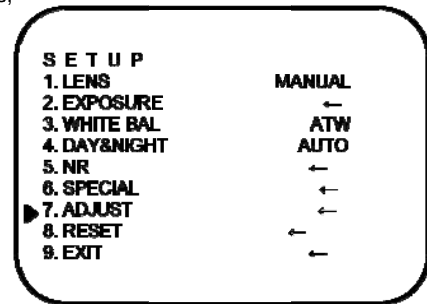 S E T U P
1. LENS MANUAL
2. EXPOSURE ←
3. WHITE BAL ATW
4. DAY&NIGHT AUTO
5. NR ←
6. SPECIAL ←
7. ADJUST ←
8. RESET ←
9. EXIT ←